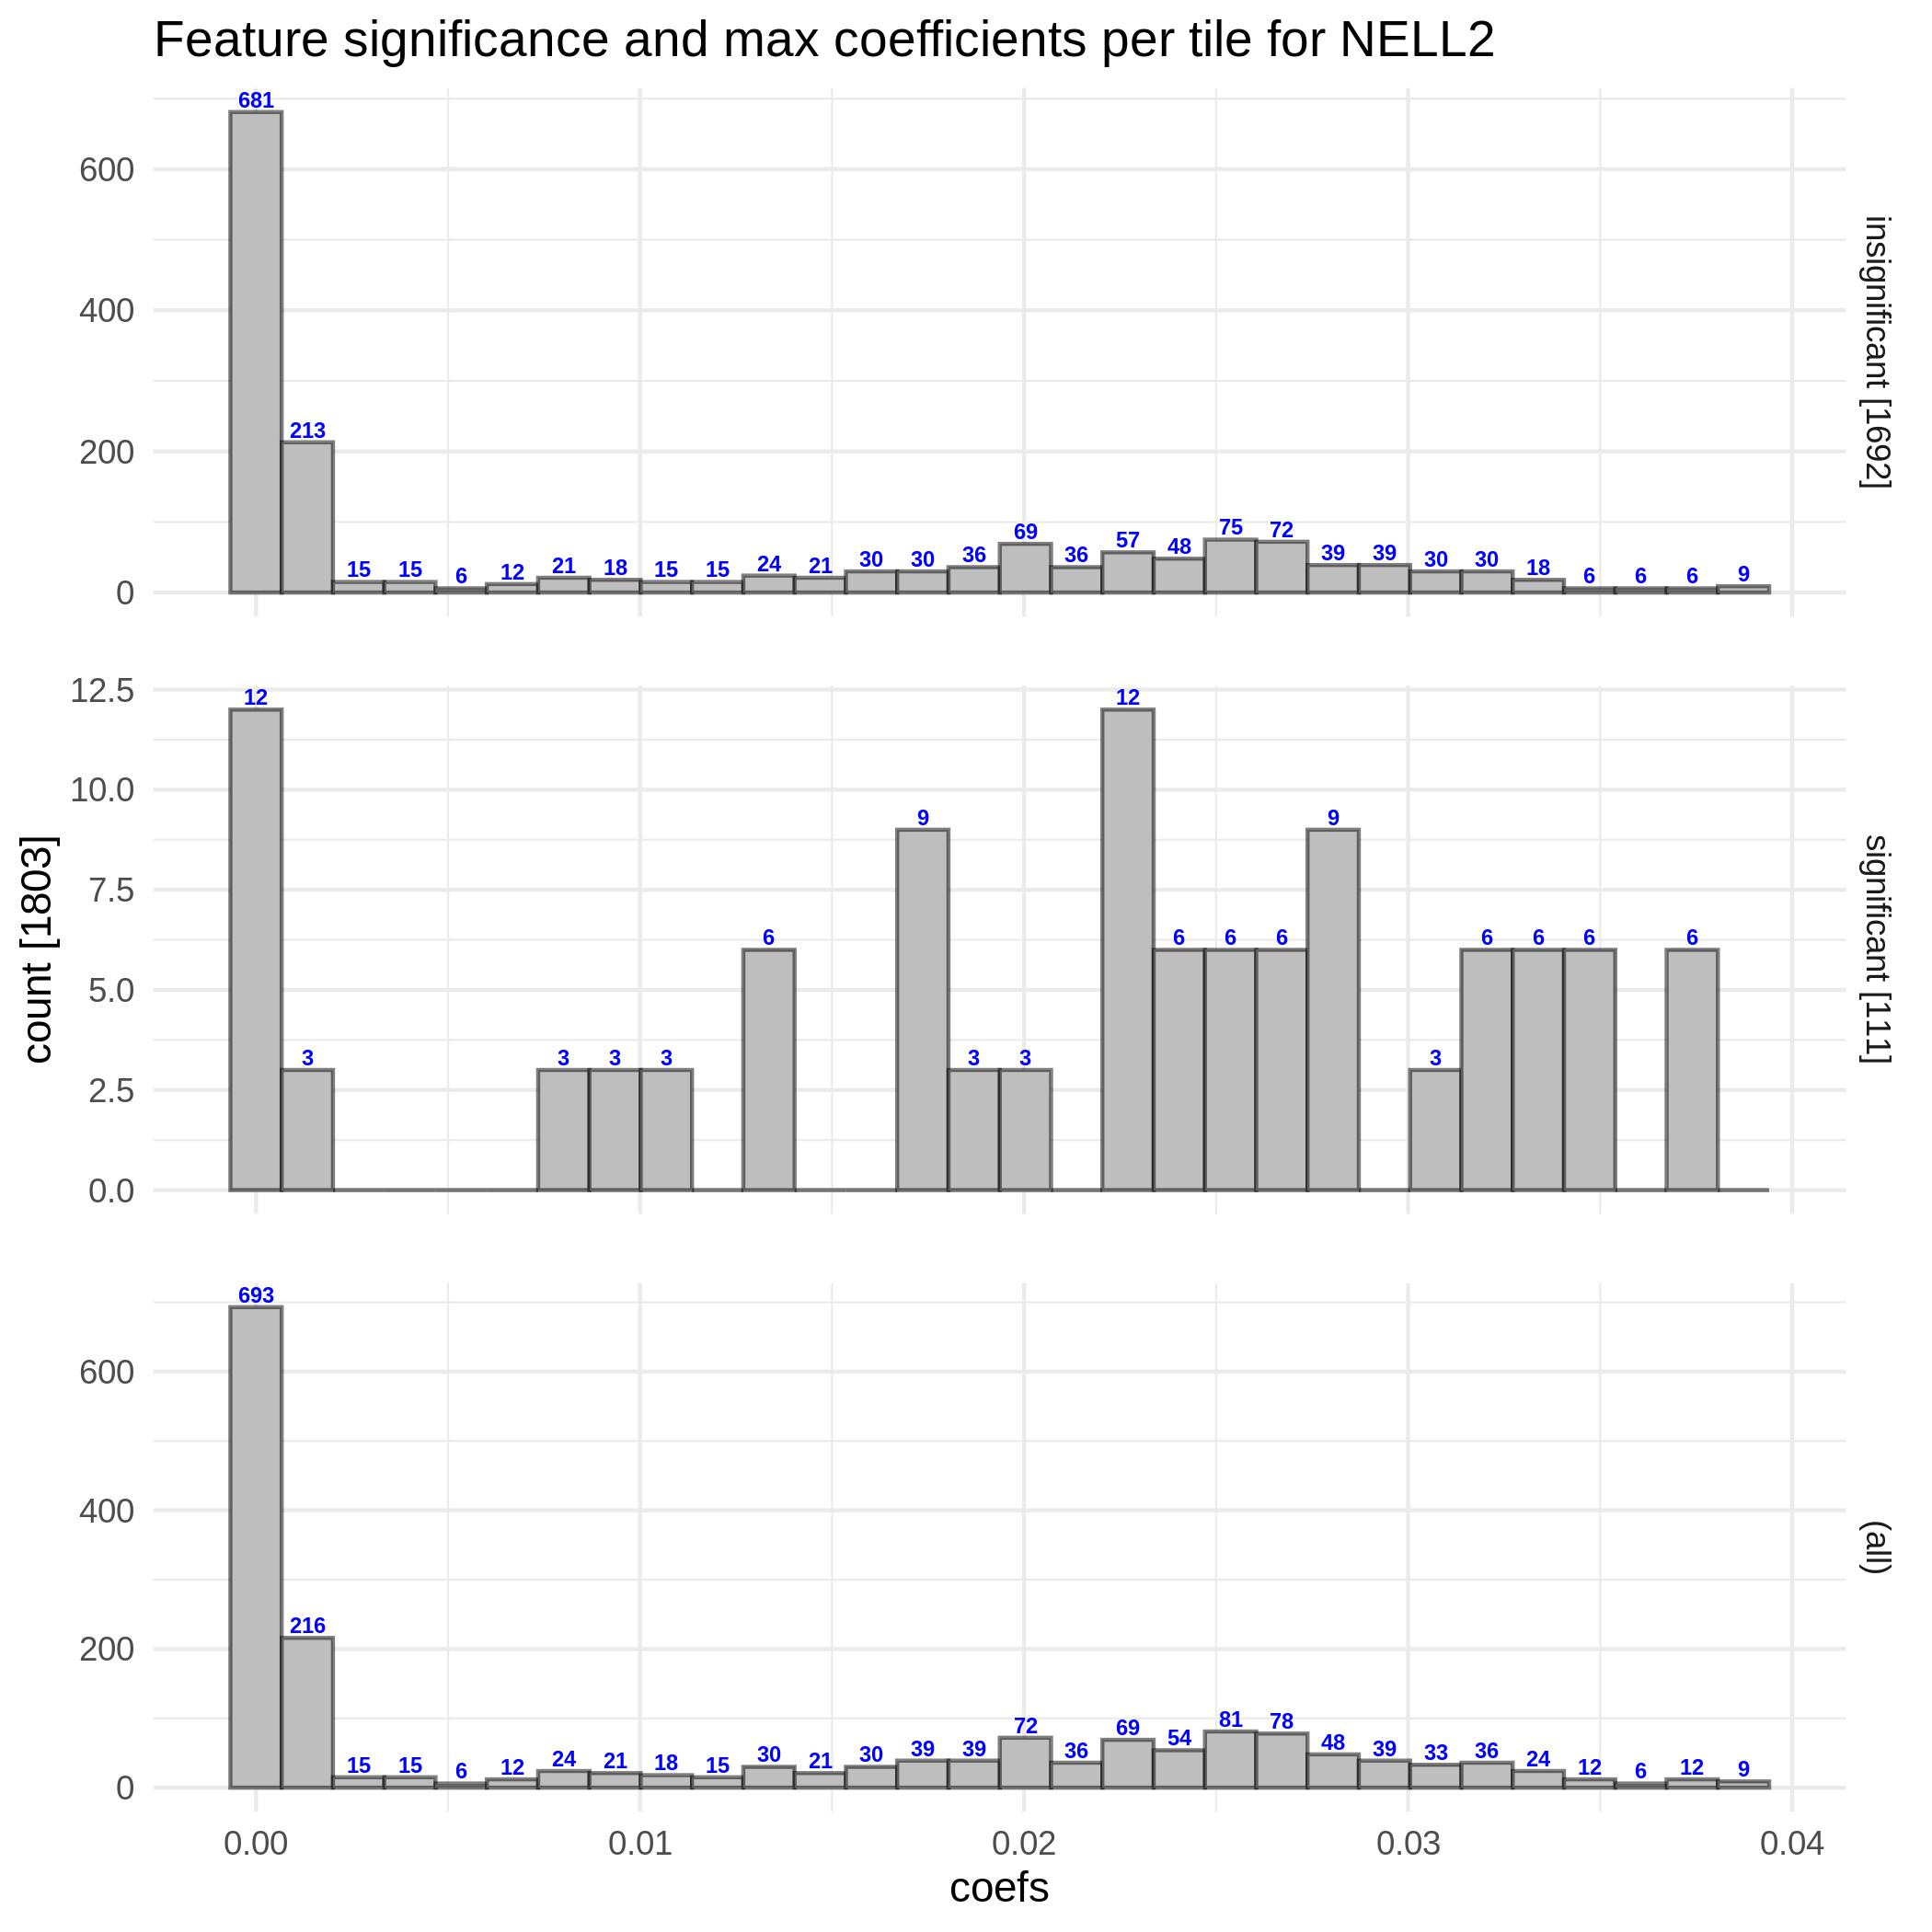 Feature significance and max coefficients per tile for NELL2
681
600
400
200
0
213 15 15 6 12 21 18 15 15 24 21 30 30 36 69 36 57 48 75 72 39 39 30 30 18 6 6 6 9
insignificant [1692]
count [1803]
12.5
10.0
7.5
5.0
2.5
0.0
12 3 3 3 3 6 9 3 3 12 6 6 6 9 3 6 6 6 6
significant [111]
693
600
400
200
0
216 15 15 6 12 24 21 18 15 30 21 30 39 39 72 36 69 54 81 78 48 39 33 36 24 12 6 12 9
(all)
0.00 0.01 0.02 0.03 0.04
coefs